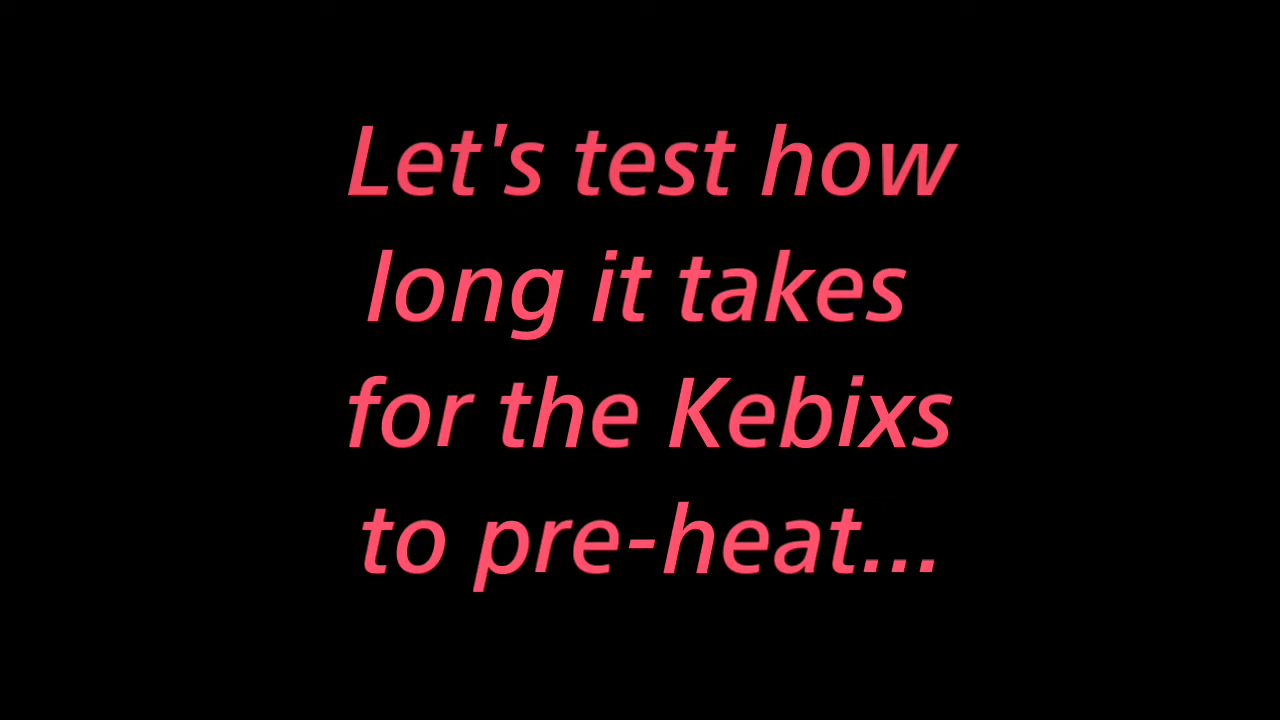 Let's test how
long it takes
for the Kebixs
to pre-heat...